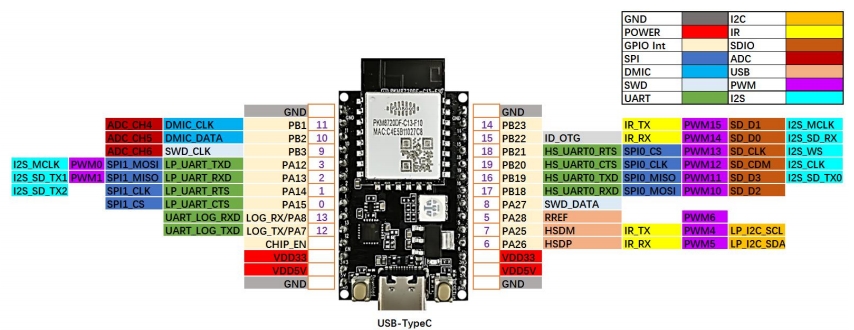 GND I2C
POWER IR
GPIO Int SDIO
SPI ADC
DMIC USB
SWD PWM
UART I2S
PKM8720DF-C13-F10
MAC:C4E5B11027C8
GND
ADC_CH4 DMIC_CLK PB1 11
ADC_CH5 DMIC_DATA PB2 10
ADC_CH6 SWD_CLK PB3 9
I2S_MCLK PWM0 SPI1_MOSI LP_UART_TXD PA12 3
I2S_SD_TX1 PWM1 SPI1_MISO LP_UART_RXD PA13 2
I2S_SD_TX2 SPI1_CLK LP_UART_RTS PA14 1
SPI1_CS LP_UART_CTS PA15 0
UART_LOG_RXD LOG_RX/PA8 13
UART_LOG_TXD LOG_TX/PA7 12
CHIP_EN
VDD33
VDD5V
GND
GND
14 PB23 IR_TX PWM15 SD_D1 I2S_MCLK
15 PB22 ID_OTG IR_RX PWM14 SD_D0 I2S_SD_RX
18 PB21 HS_UART0_RTS SPI0_CS PWM13 SD_CLK I2S_WS
19 PB20 HS_UART0_CTS SPI0_CLK PWM12 SD_CDM I2S_CLK
16 PB19 HS_UART0_TXD SPI0_MISO PWM11 SD_D3 I2S_SD_TX0
17 PB18 HS_UART0_RXD SPI0_MOSI PWM10 SD_D2
8 PA27 SWD_DATA
5 PA28 RREF PWM6
7 PA25 HSDM IR_TX PWM4 LP_I2C_SCL
6 PA26 HSDP IR_RX PWM5 LP_I2C_SDA
VDD33
VDD5V
GND
USB-TypeC